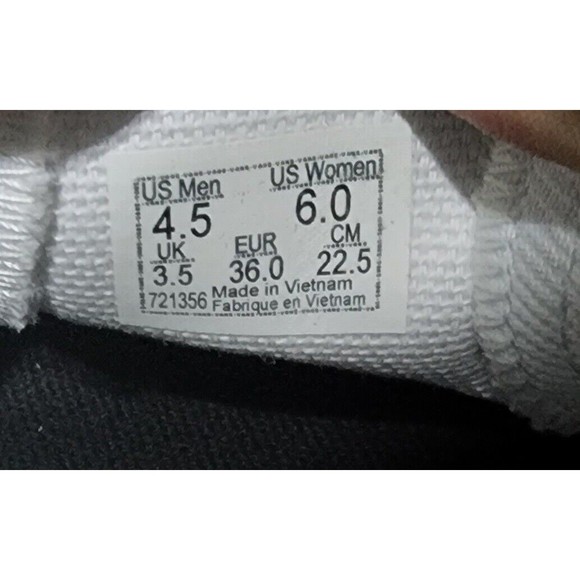 US Men US Women
4.5 6.0
UK EUR CM
3.5 36.0 22.5
721356 Made in Vietnam
Fabrique en Vietnam